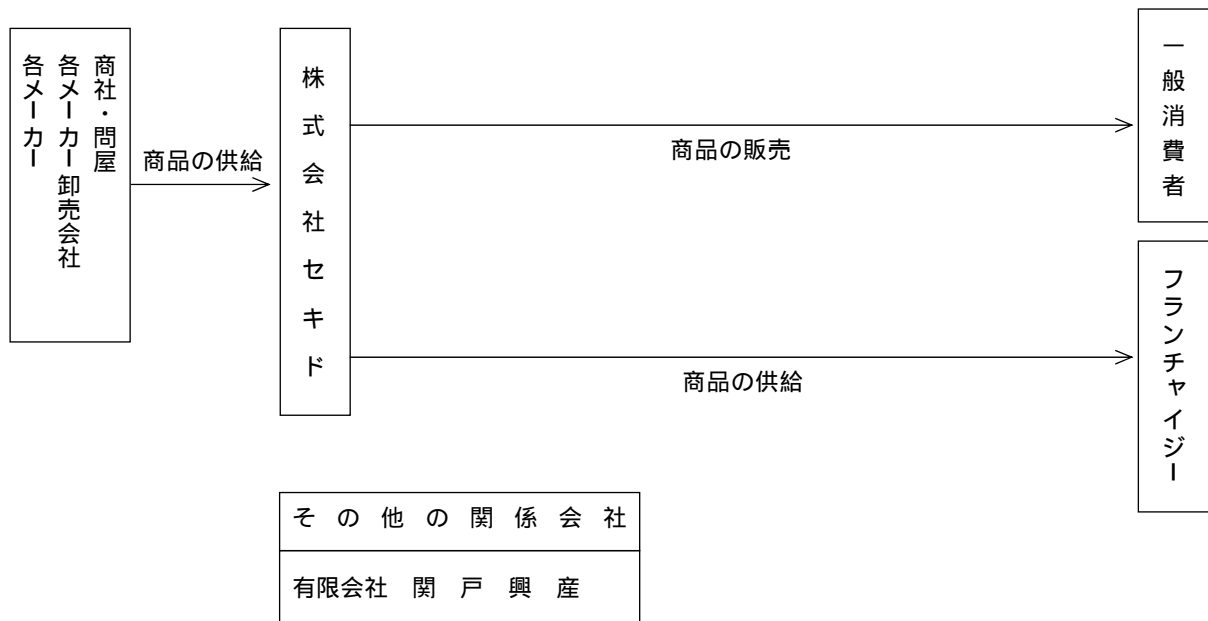 商社・問屋
各メーカー卸売会社
各メーカー
商品の供給
株式会社セキド
商品の販売
商品の供給
一般消費者
フランチャイジー
その他の関係会社
有限会社 関戸興産